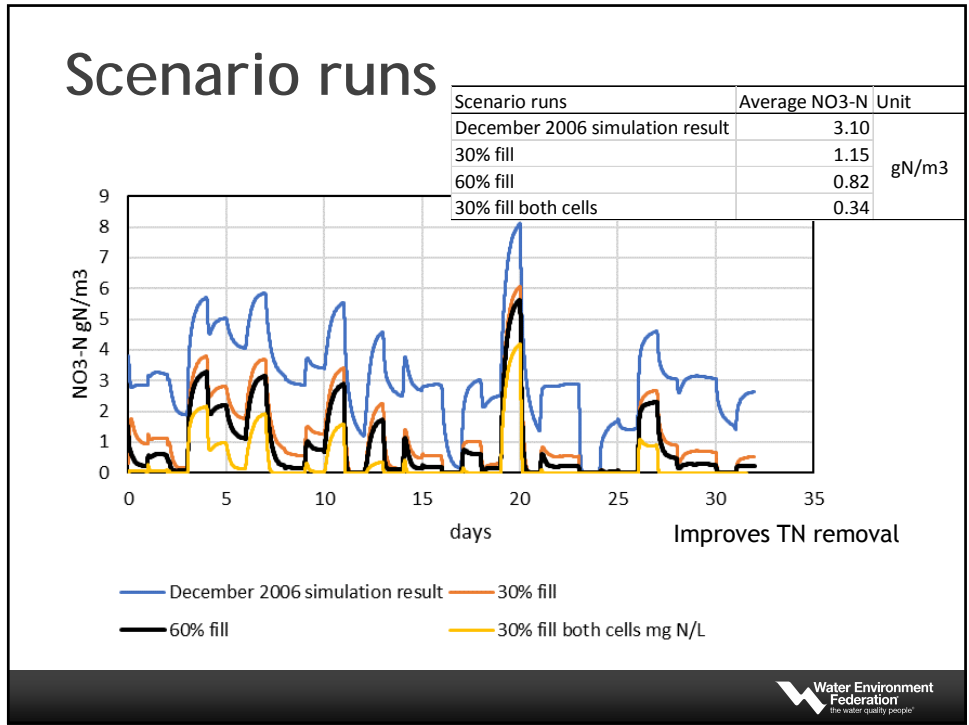 Scenario runs
Scenario runs Average NO3-N Unit
December 2006 simulation result 3.10
30% fill 1.15
60% fill 0.82
30% fill both cells 0.34
gN/m3
9
8
7
6
5
4
3
2
1
0
NO3-N gN/m3
0 5 10 15 20 25 30 35
days
Improves TN removal
December 2006 simulation result 30% fill
60% fill 30% fill both cells mg N/L
Water Environment
Federation
the water quality people®